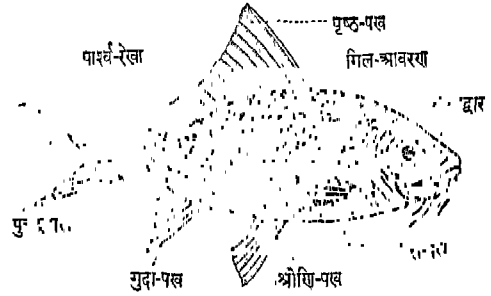 पृष्ठ-पख
पार्श्व-रेखा
गिल-आवरण
द्वार
गुदा-पख
श्रोणि-पख